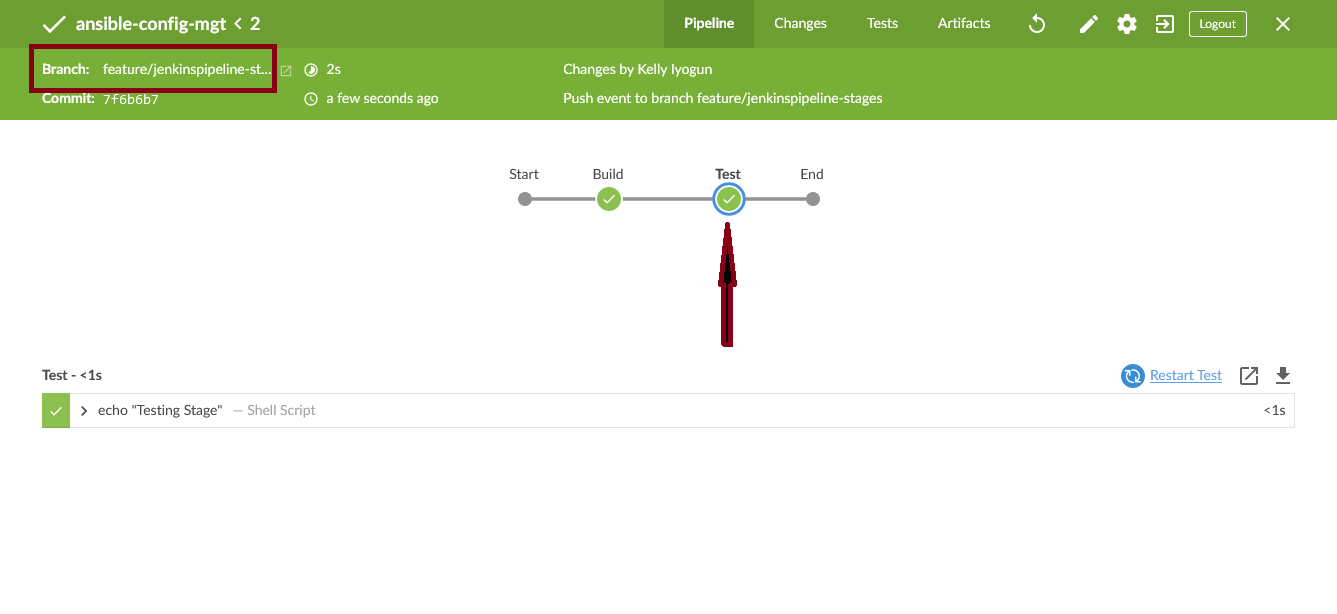 ansible-config-mgt < 2
Pipeline Changes Tests Artifacts Logout
Branch: feature/jenkinspipeline-st... 2s Changes by Kelly Iyogun
Commit: 7f6b6b7 a few seconds ago Push event to branch feature/jenkinspipeline-stages
Start Build Test End
Test - <1s Restart Test
echo "Testing Stage" — Shell Script <1s